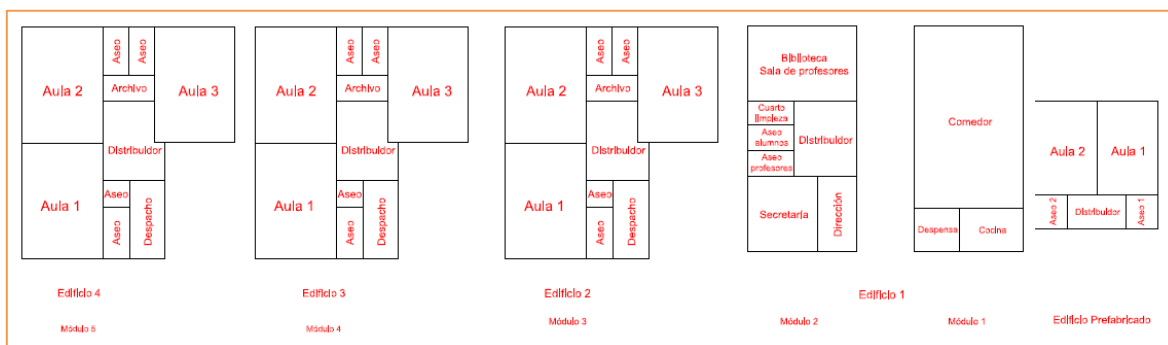 Aseo
Aseo
Aula 2
Archivo
Aula 3
Distribuidor
Aseo
Aula 1
Aseo
Despacho
Edificio 4
Módulo 5
Aseo
Aseo
Aula 2
Archivo
Aula 3
Distribuidor
Aseo
Aula 1
Aseo
Despacho
Edificio 3
Módulo 4
Aseo
Aseo
Aula 2
Archivo
Aula 3
Distribuidor
Aseo
Aula 1
Aseo
Despacho
Edificio 2
Módulo 3
Biblioteca
Sala de profesores
Cuarto
limpieza
Aseo
alumnos
Distribuidor
Aseo
profesores
Secretaría
Dirección
Comedor
Despensa
Cocina
Edificio 1
Módulo 2
Módulo 1
Aula 2
Aula 1
Aseo 2
Distribuidor
Aseo 1
Edificio Prefabricado